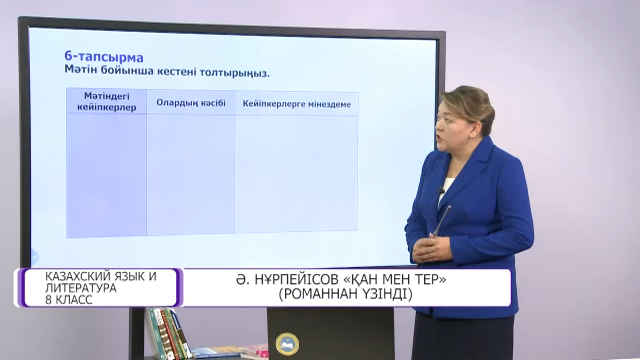 6-тапсырма
Мәтін бойынша кестені толтырыңыз.
Мәтіндегі
кейіпкерлер
Олардың кәсібі
Кейіпкерлерге мінездеме
КАЗАХСКИЙ ЯЗЫК И
ЛИТЕРАТУРА
8 КЛАСС
Ә. НҰРПЕЙІСОВ «ҚАН МЕН ТЕР»
(РОМАННАН ҮЗІНДІ)